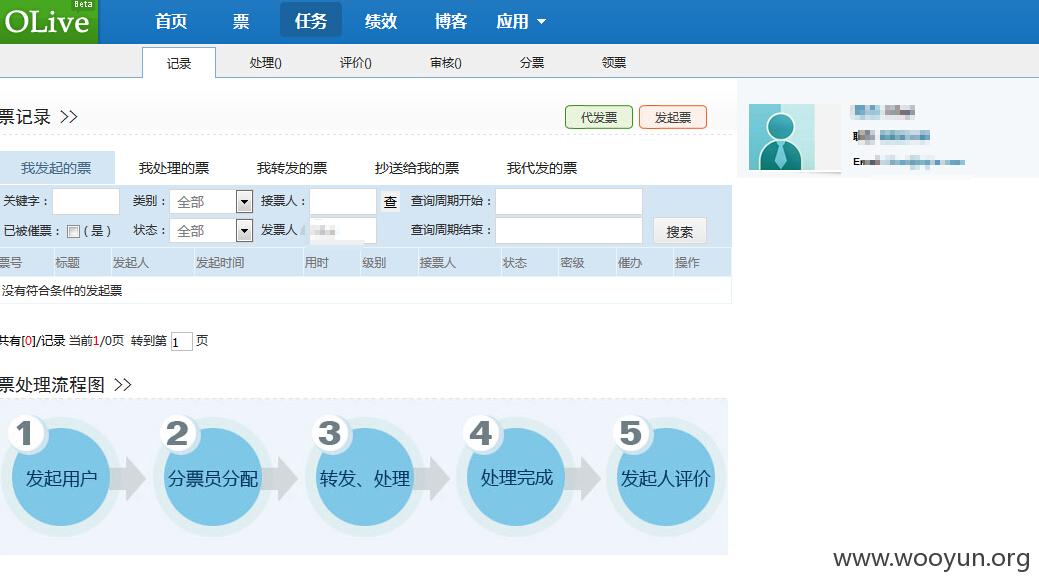 OLive Beta 首页 票 任务 绩效 博客 应用
记录 处理() 评价() 审核() 分票 领票
票记录 >> 代发票 发起票
我发起的票 我处理的票 我转发的票 抄送给我的票 我代发的票
关键字： 类别： 全部 接票人： 查 查询周期开始：
已被催票： (是) 状态： 全部 发票人 查询周期结束： 搜索
票号 标题 发起人 发起时间 用时 级别 接票人 状态 密级 催办 操作
没有符合条件的发起票
共有[0]/记录 当前1/0页 转到第 1 页
票处理流程图 >>
1 2 3 4 5
发起用户 分票员分配 转发、处理 处理完成 发起人评价
www.wooyun.org